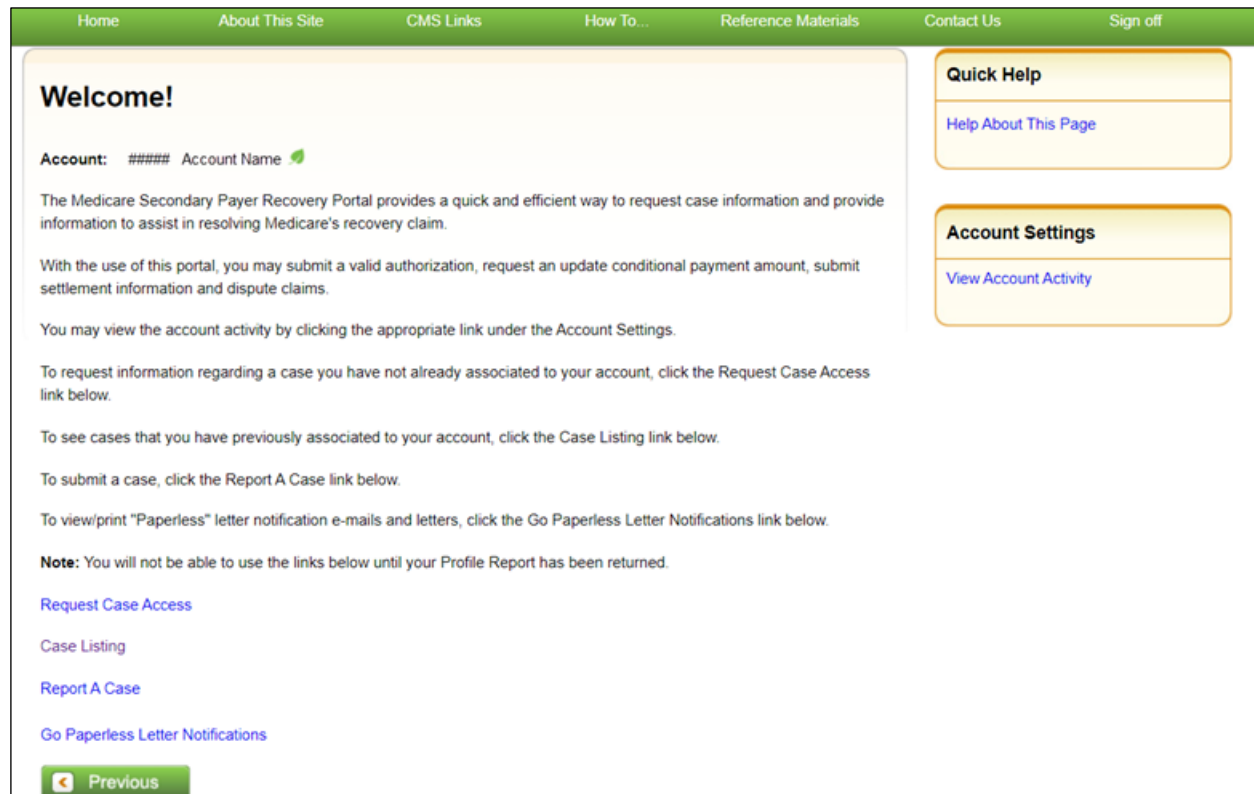 Home About This Site CMS Links How To... Reference Materials Contact Us Sign off
Welcome!
Account: ##### Account Name
The Medicare Secondary Payer Recovery Portal provides a quick and efficient way to request case information and provide
information to assist in resolving Medicare's recovery claim.
With the use of this portal, you may submit a valid authorization, request an update conditional payment amount, submit
settlement information and dispute claims.
You may view the account activity by clicking the appropriate link under the Account Settings.
To request information regarding a case you have not already associated to your account, click the Request Case Access
link below.
To see cases that you have previously associated to your account, click the Case Listing link below.
To submit a case, click the Report A Case link below.
To view/print "Paperless" letter notification e-mails and letters, click the Go Paperless Letter Notifications link below.
Note: You will not be able to use the links below until your Profile Report has been returned.
Request Case Access
Case Listing
Report A Case
Go Paperless Letter Notifications
Previous
Quick Help
Help About This Page
Account Settings
View Account Activity